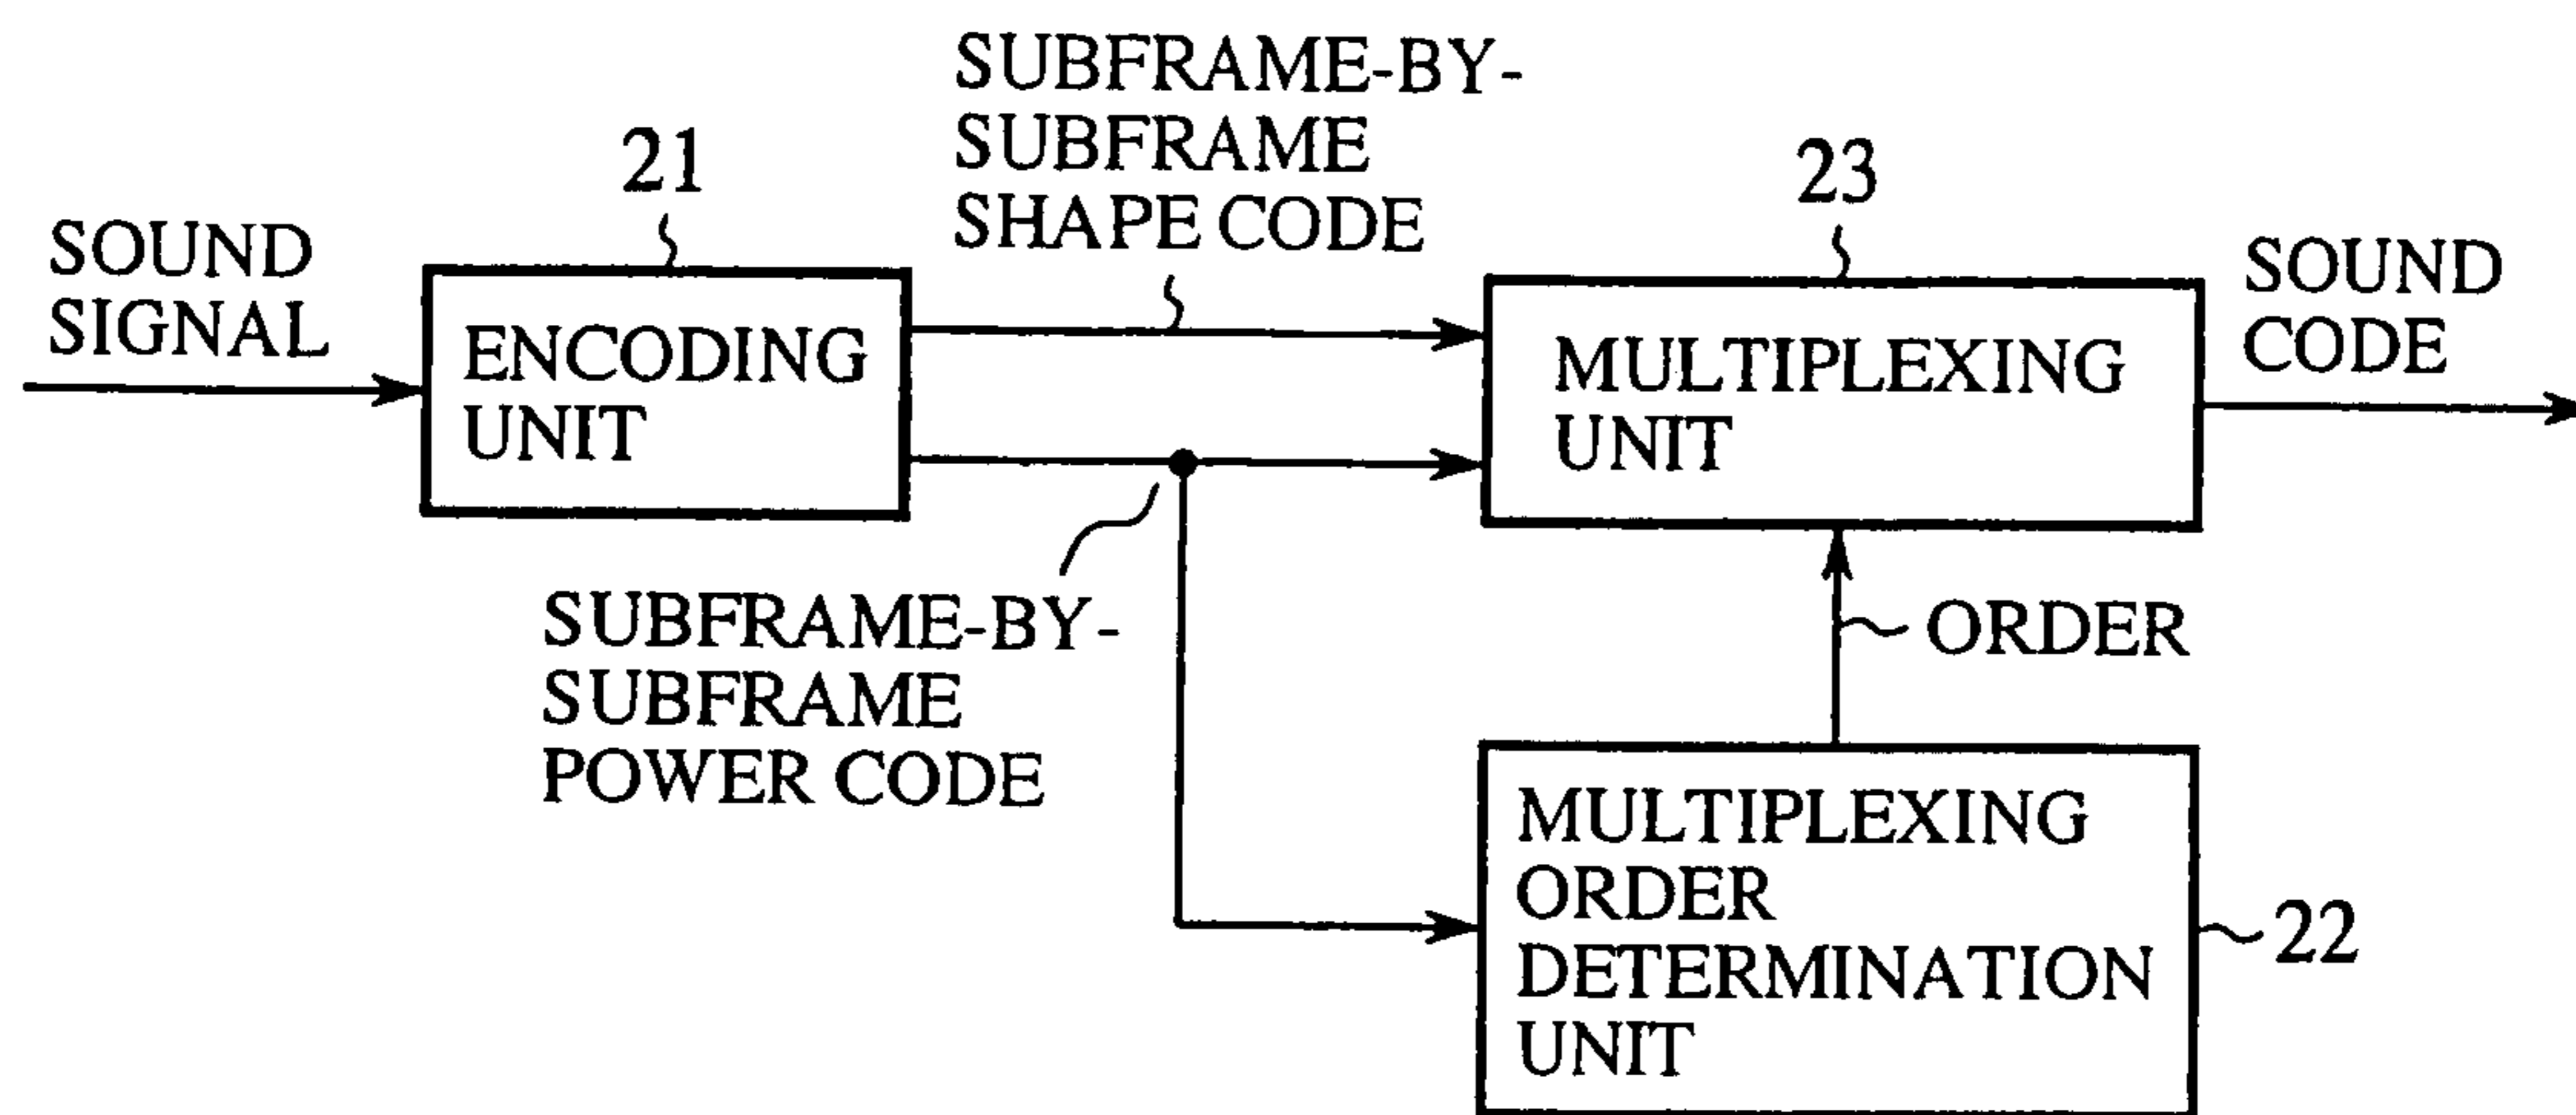 SUBFRAME-BY-
SUBFRAME
SHAPE CODE
21
23
SOUND
SIGNAL
SOUND
CODE
ENCODING
UNIT
MULTIPLEXING
UNIT
SUBFRAME-BY-
SUBFRAME
POWER CODE
ORDER
MULTIPLEXING
ORDER
DETERMINATION
UNIT
22